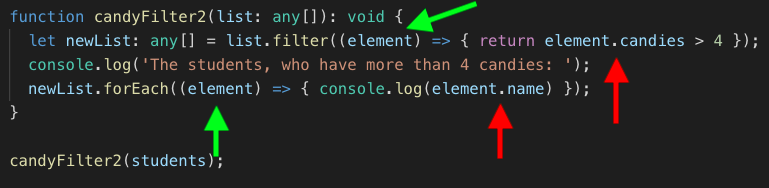 function candyFilter2(list: any[]): void {
  let newList: any[] = list.filter((element) => { return element.candies > 4 });
  console.log('The students, who have more than 4 candies: ');
  newList.forEach((element) => { console.log(element.name) });
}
candyFilter2(students);